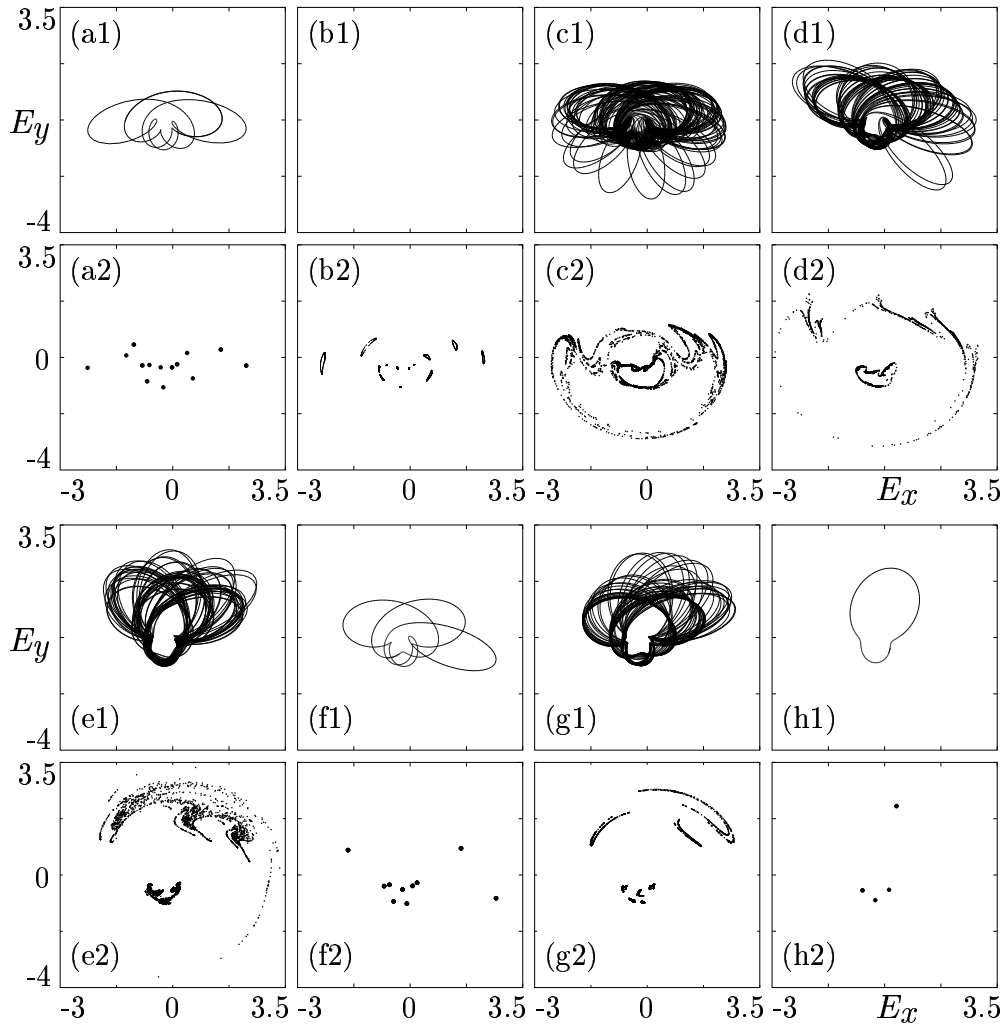 3.5 (a1) (b1) (c1) (d1)
Ey
-4
3.5 (a2) (b2) (c2) (d2)
0
-4
-3 0 3.5 -3 0 3.5 -3 0 3.5 -3 Ex 3.5
3.5
Ey
-4 (e1) (f1) (g1) (h1)
3.5
0
(e2) (f2) (g2) (h2)
-4
-3 0 3.5 -3 0 3.5 -3 0 3.5 -3 Ex 3.5